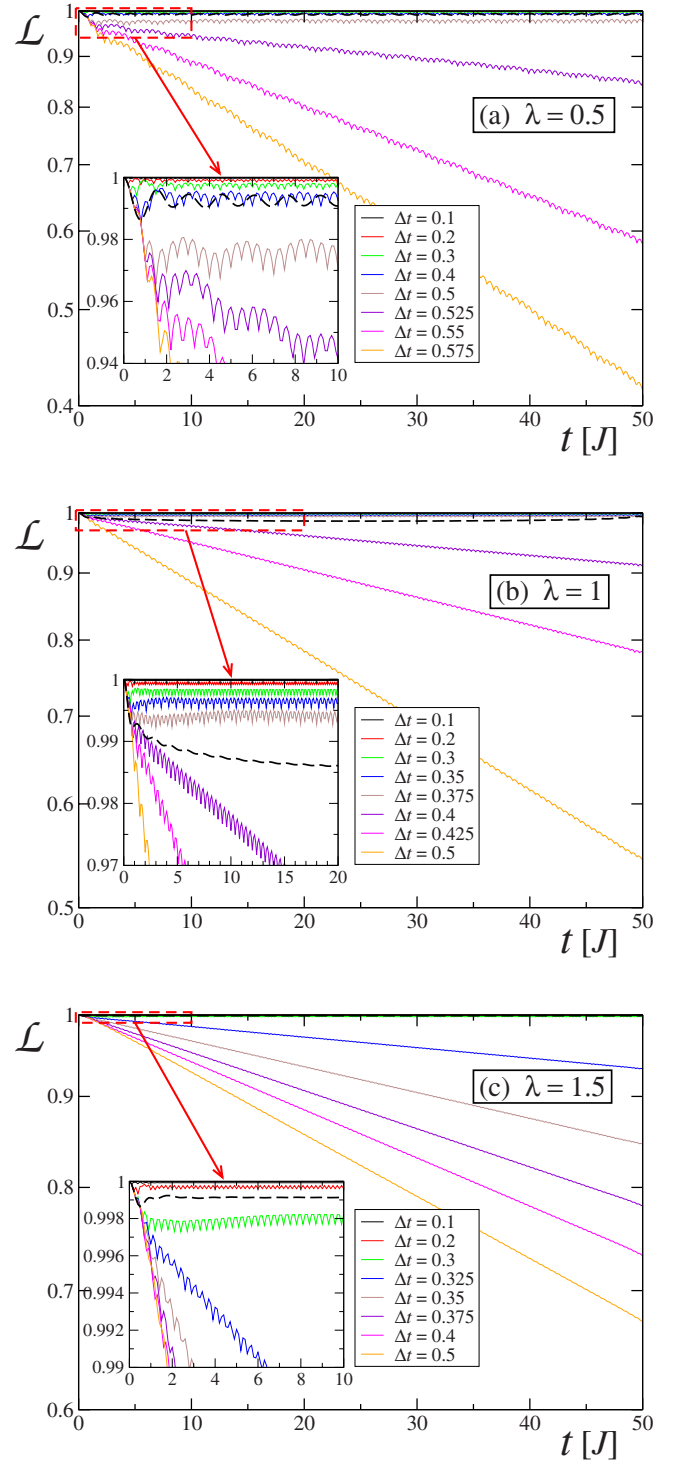 1
ℒ
0.9
0.8
(a) λ = 0.5
0.7
0.6
0.5
0.4
0 10 20 30 40 50
t [J]
1
0.98
0.96
0.94
0 2 4 6 8 10
Δt = 0.1
Δt = 0.2
Δt = 0.3
Δt = 0.4
Δt = 0.5
Δt = 0.525
Δt = 0.55
Δt = 0.575
1
ℒ
0.9
0.8
(b) λ = 1
0.7
0.6
0.5
0 10 20 30 40 50
t [J]
1
0.99
0.98
0.97
0 5 10 15 20
Δt = 0.1
Δt = 0.2
Δt = 0.3
Δt = 0.35
Δt = 0.375
Δt = 0.4
Δt = 0.425
Δt = 0.5
1
ℒ
0.9
0.8
(c) λ = 1.5
0.7
0.6
0 10 20 30 40 50
t [J]
1
0.998
0.996
0.994
0.992
0.99
0 2 4 6 8 10
Δt = 0.1
Δt = 0.2
Δt = 0.3
Δt = 0.325
Δt = 0.35
Δt = 0.375
Δt = 0.4
Δt = 0.5